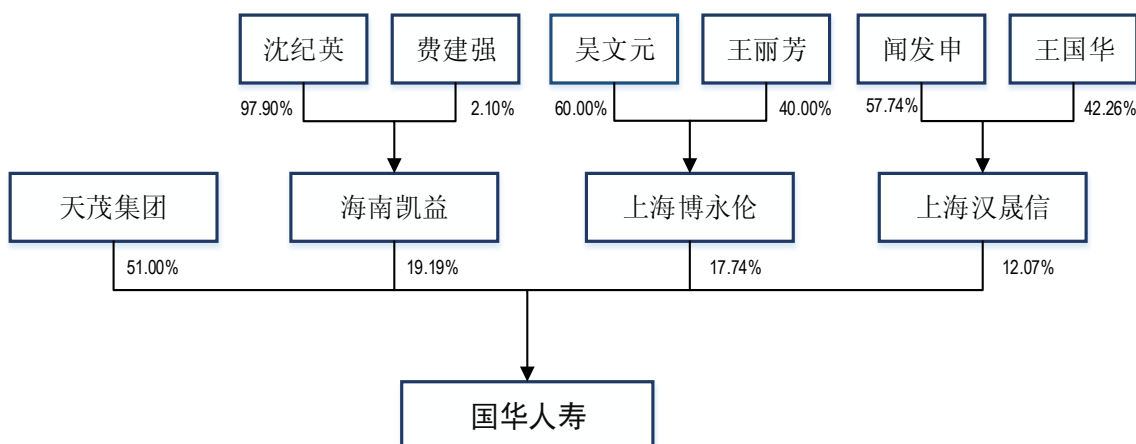 沈纪英 费建强 吴文元 王丽芳 闻发申 王国华
97.90% 2.10% 60.00% 40.00% 57.74% 42.26%
天茂集团 海南凯益 上海博永伦 上海汉晟信
51.00% 19.19% 17.74% 12.07%
国华人寿